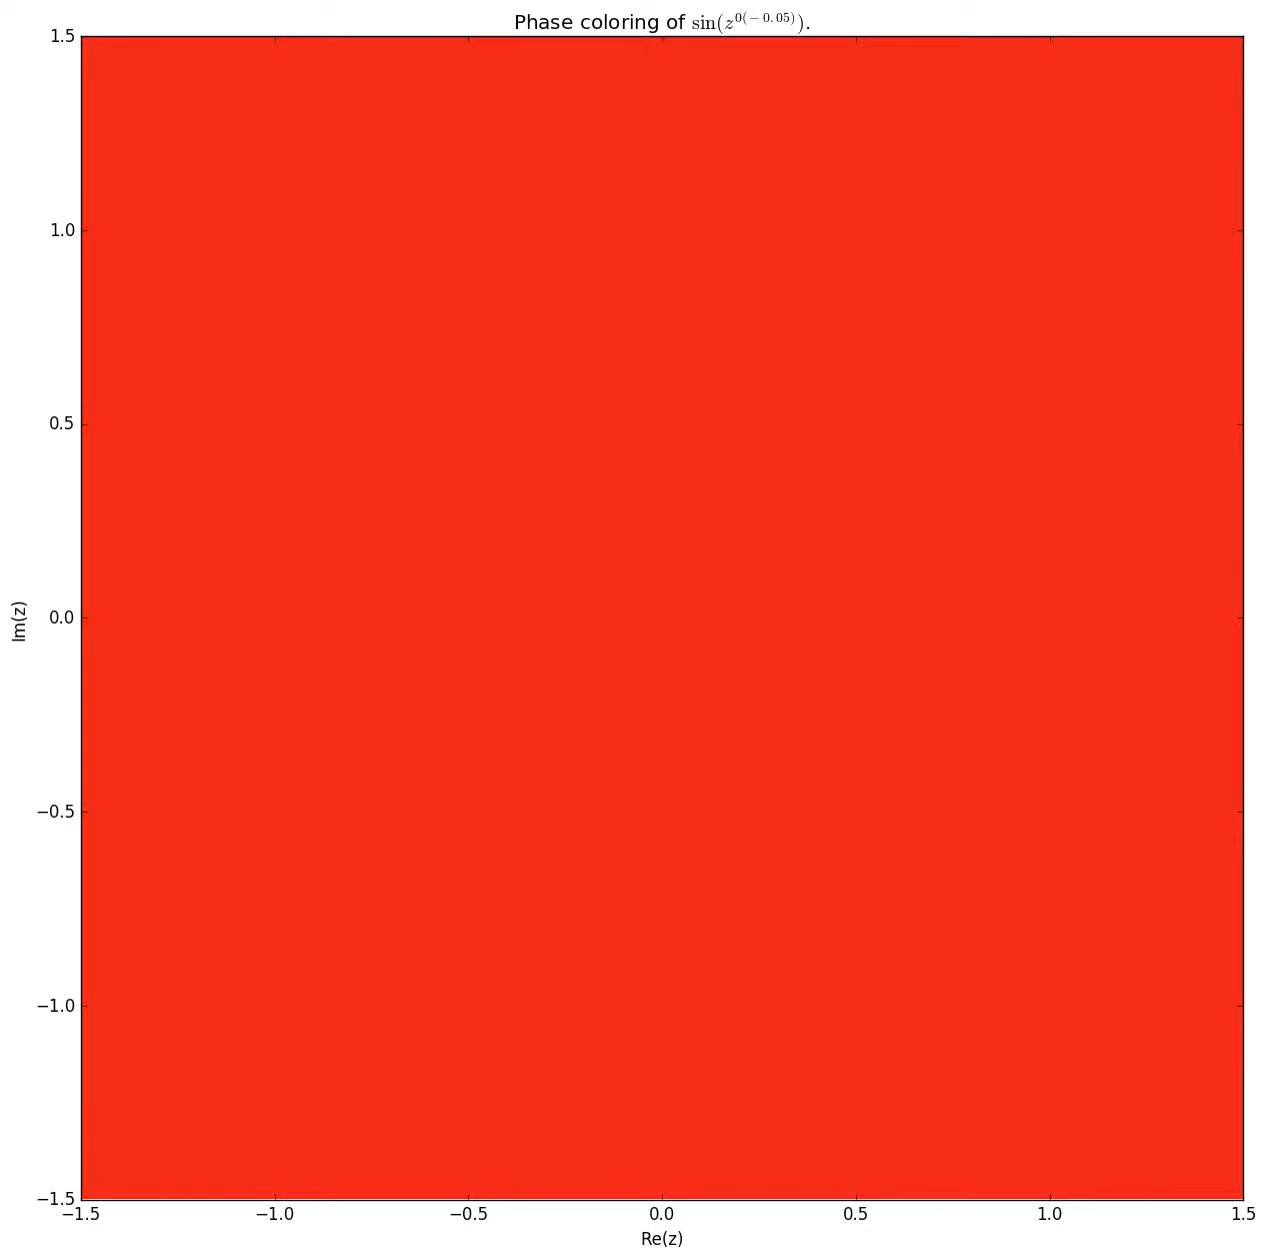 Phase coloring of sin(z^{0(−0.05)}).
1.5
1.0
0.5
0.0
−0.5
−1.0
−1.5
Im(z)
−1.5 −1.0 −0.5 0.0 0.5 1.0 1.5
Re(z)